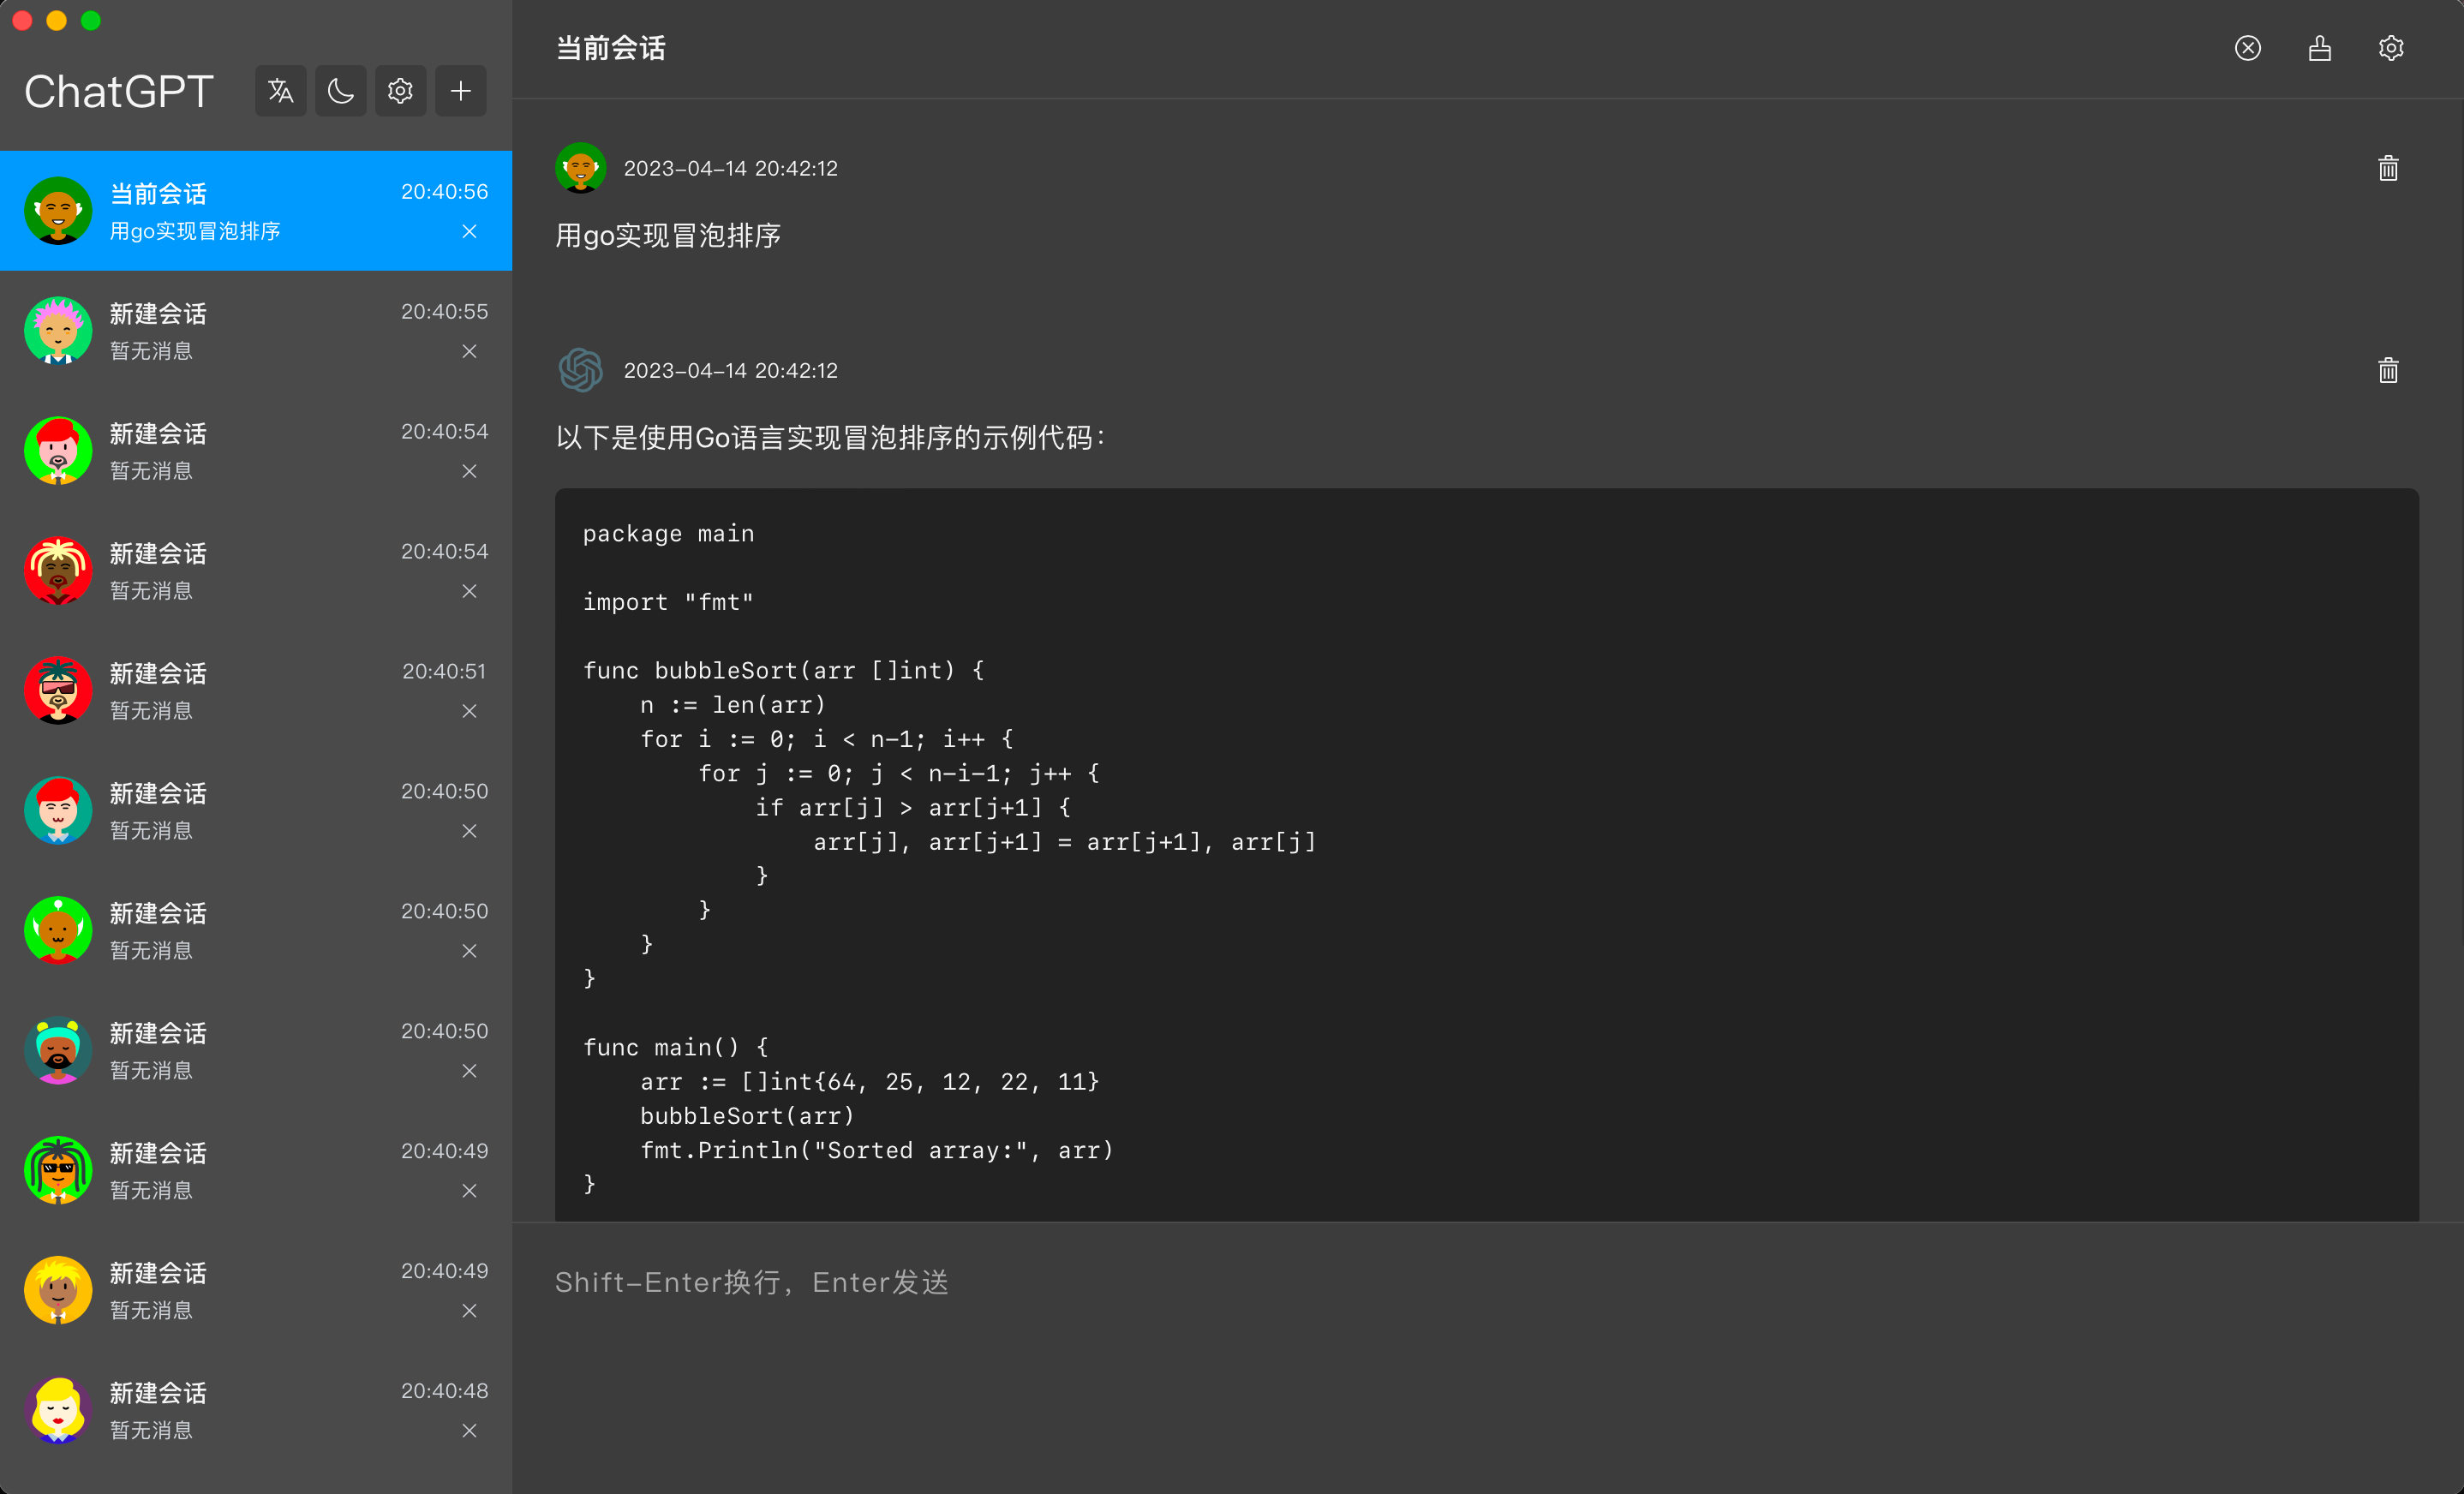 ChatGPT
当前会话
20:40:56
用go实现冒泡排序
新建会话
20:40:55
暂无消息
新建会话
20:40:54
暂无消息
新建会话
20:40:54
暂无消息
新建会话
20:40:51
暂无消息
新建会话
20:40:50
暂无消息
新建会话
20:40:50
暂无消息
新建会话
20:40:50
暂无消息
新建会话
20:40:49
暂无消息
新建会话
20:40:49
暂无消息
新建会话
20:40:48
暂无消息
当前会话
2023-04-14 20:42:12
用go实现冒泡排序
2023-04-14 20:42:12
以下是使用Go语言实现冒泡排序的示例代码：
package main
import "fmt"
func bubbleSort(arr []int) {
    n := len(arr)
    for i := 0; i < n-1; i++ {
        for j := 0; j < n-i-1; j++ {
            if arr[j] > arr[j+1] {
                arr[j], arr[j+1] = arr[j+1], arr[j]
            }
        }
    }
}
func main() {
    arr := []int{64, 25, 12, 22, 11}
    bubbleSort(arr)
    fmt.Println("Sorted array:", arr)
}
Shift-Enter换行，Enter发送